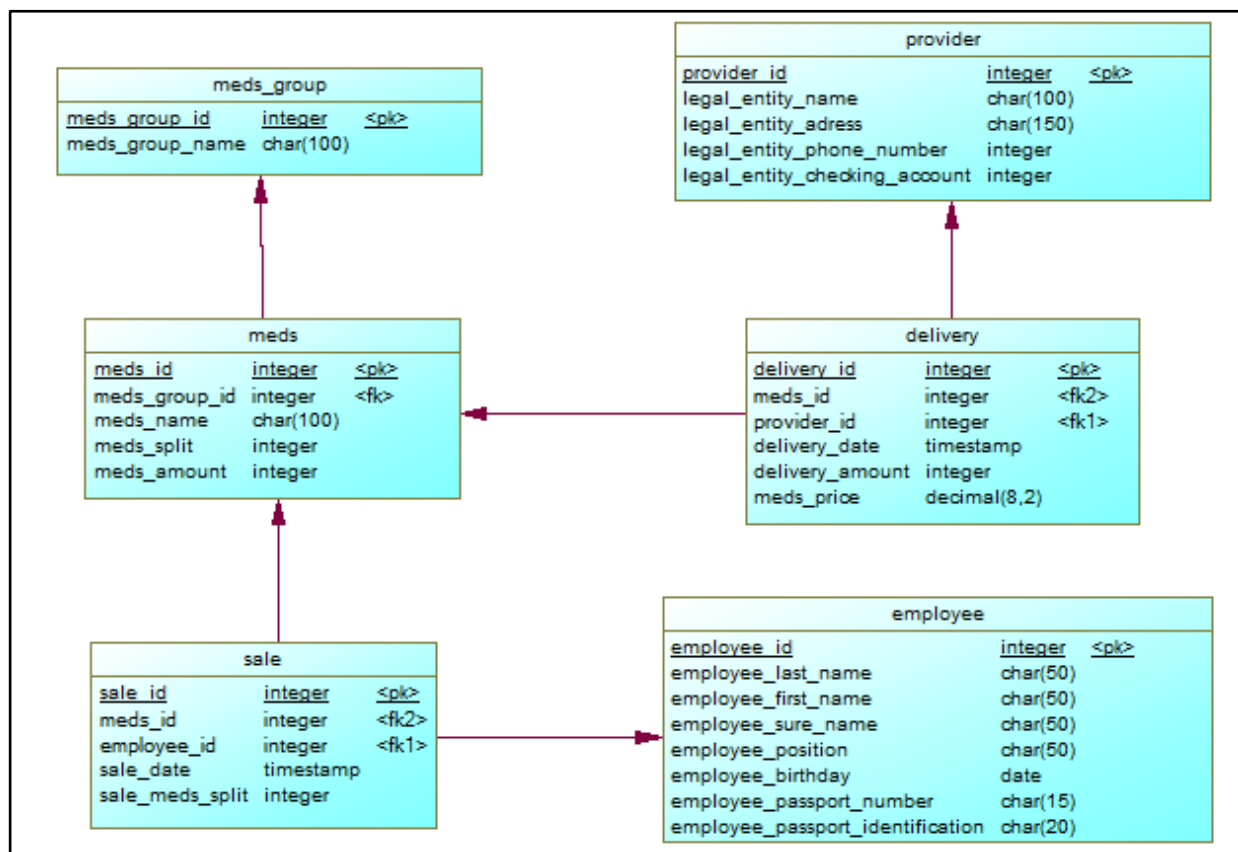 meds_group
meds_group_id integer <pk>
meds_group_name char(100)
provider
provider_id integer <pk>
legal_entity_name char(100)
legal_entity_adress char(150)
legal_entity_phone_number integer
legal_entity_checking_account integer
meds
meds_id integer <pk>
meds_group_id integer <fk>
meds_name char(100)
meds_split integer
meds_amount integer
delivery
delivery_id integer <pk>
meds_id integer <fk2>
provider_id integer <fk1>
delivery_date timestamp
delivery_amount integer
meds_price decimal(8,2)
sale
sale_id integer <pk>
meds_id integer <fk2>
employee_id integer <fk1>
sale_date timestamp
sale_meds_split integer
employee
employee_id integer <pk>
employee_last_name char(50)
employee_first_name char(50)
employee_sure_name char(50)
employee_position char(50)
employee_birthday date
employee_passport_number char(15)
employee_passport_identification char(20)